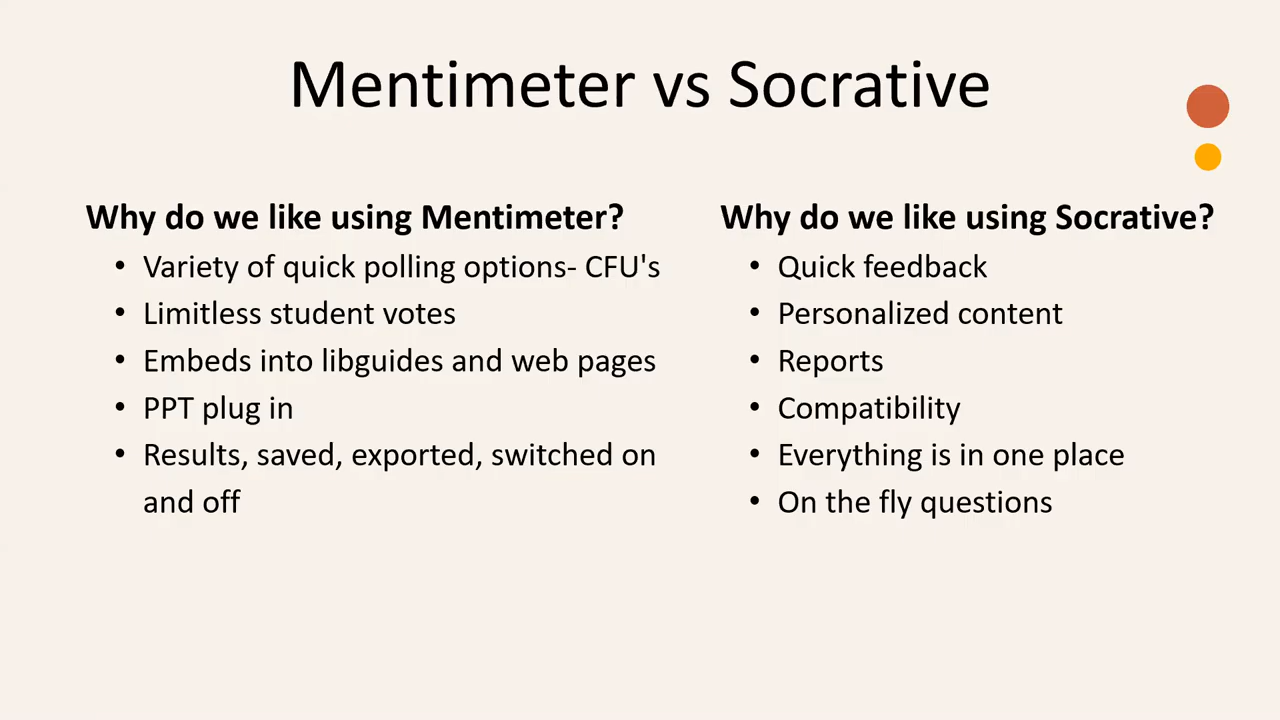 Mentimeter vs Socrative
Why do we like using Mentimeter?
• Variety of quick polling options- CFU's
• Limitless student votes
• Embeds into libguides and web pages
• PPT plug in
• Results, saved, exported, switched on
and off
Why do we like using Socrative?
• Quick feedback
• Personalized content
• Reports
• Compatibility
• Everything is in one place
• On the fly questions